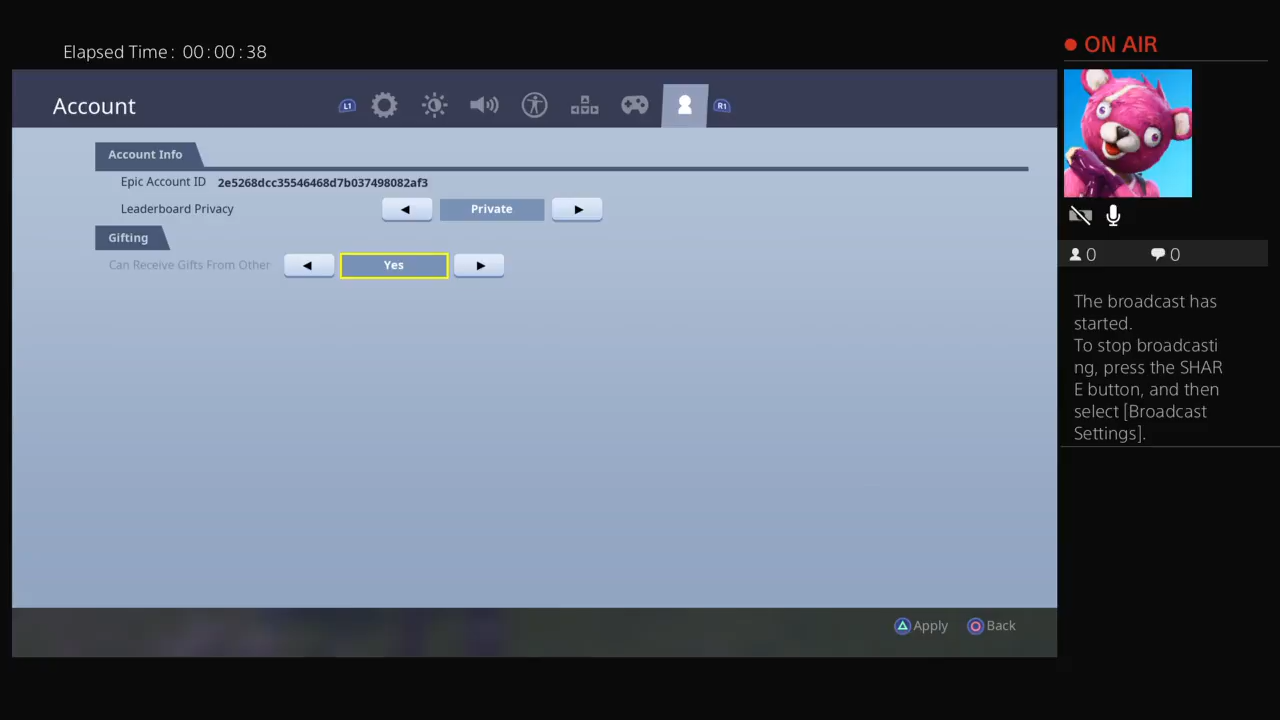 Elapsed Time: 00:00:38
ON AIR
Account
L1
R1
Account Info
Epic Account ID 2e5268dcc35546468d7b037498082af3
Leaderboard Privacy Private
Gifting
Can Receive Gifts From Other Yes
0 0
The broadcast has
started.
To stop broadcasti
ng, press the SHAR
E button, and then
select [Broadcast
Settings].
Apply Back